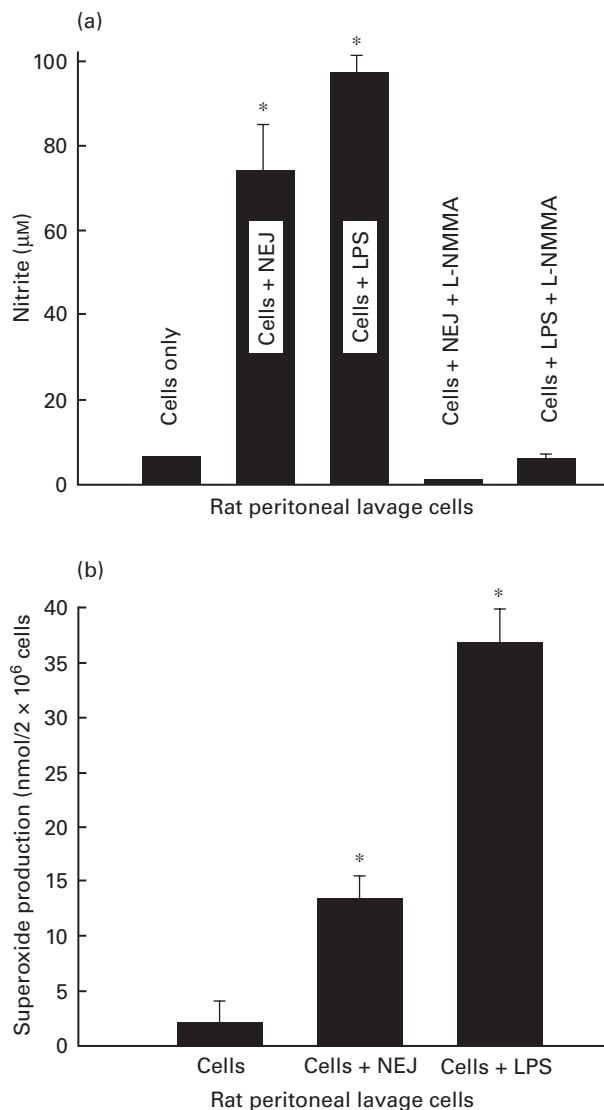 (a)
*
*
100
80
60
40
20
0
Nitrite (μM)
Cells only
Cells + NEJ
Cells + LPS
Cells + NEJ + L-NMMA
Cells + LPS + L-NMMA
Rat peritoneal lavage cells
(b)
*
*
40
35
30
25
20
15
10
5
0
Superoxide production (nmol/2 × 10⁶ cells
Cells
Cells + NEJ
Cells + LPS
Rat peritoneal lavage cells